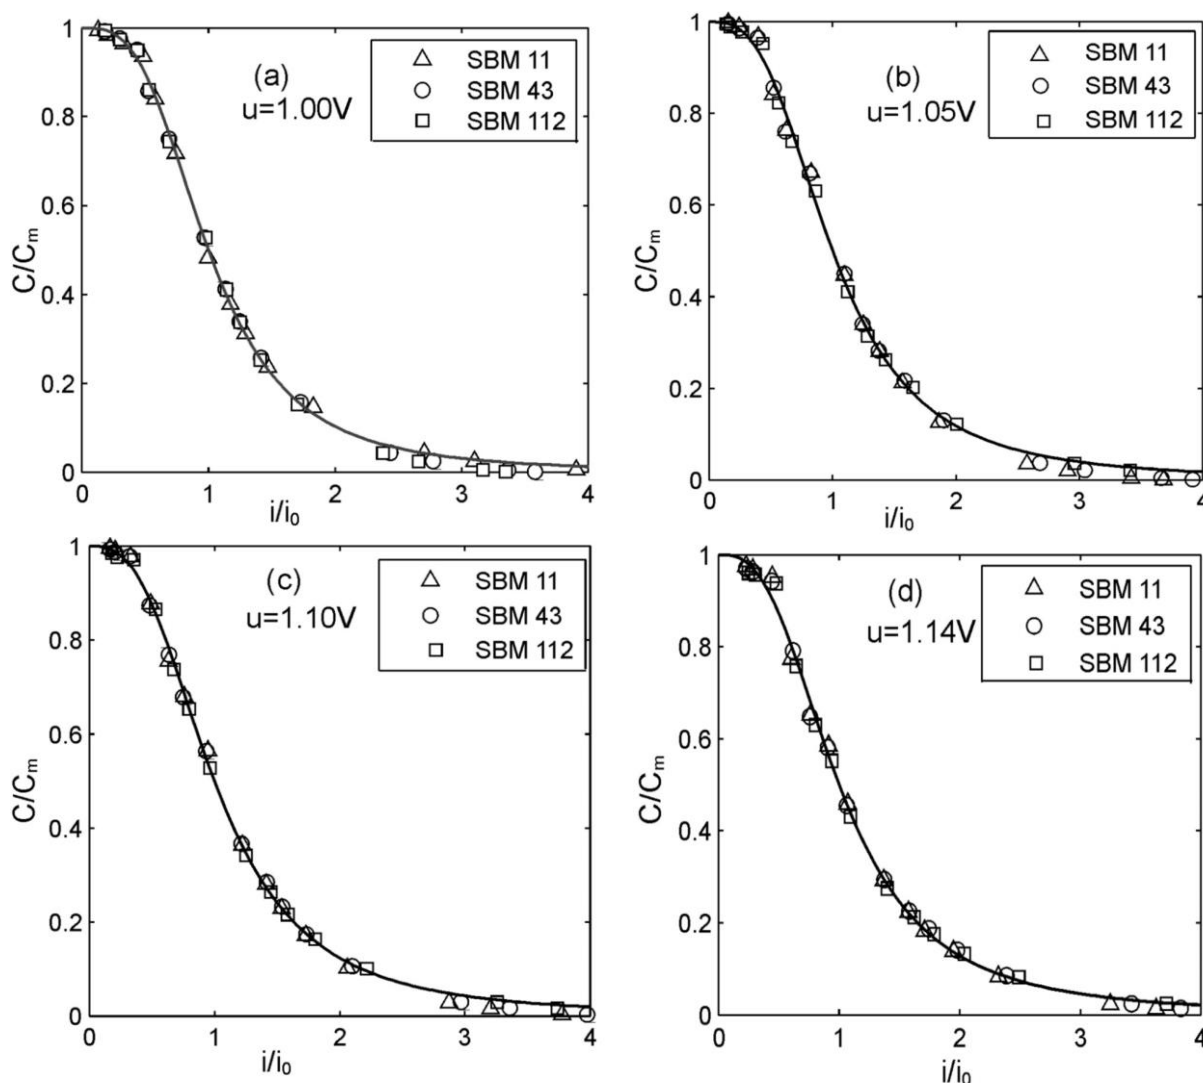 (a)
u=1.00V
SBM 11
SBM 43
SBM 112
1
0.8
0.6
0.4
0.2
0
C/Cm
0 1 2 3 4
i/i0
(b)
u=1.05V
SBM 11
SBM 43
SBM 112
1
0.8
0.6
0.4
0.2
0
C/Cm
0 1 2 3 4
i/i0
(c)
u=1.10V
SBM 11
SBM 43
SBM 112
1
0.8
0.6
0.4
0.2
0
C/Cm
0 1 2 3 4
i/i0
(d)
u=1.14V
SBM 11
SBM 43
SBM 112
1
0.8
0.6
0.4
0.2
0
C/Cm
0 1 2 3 4
i/i0